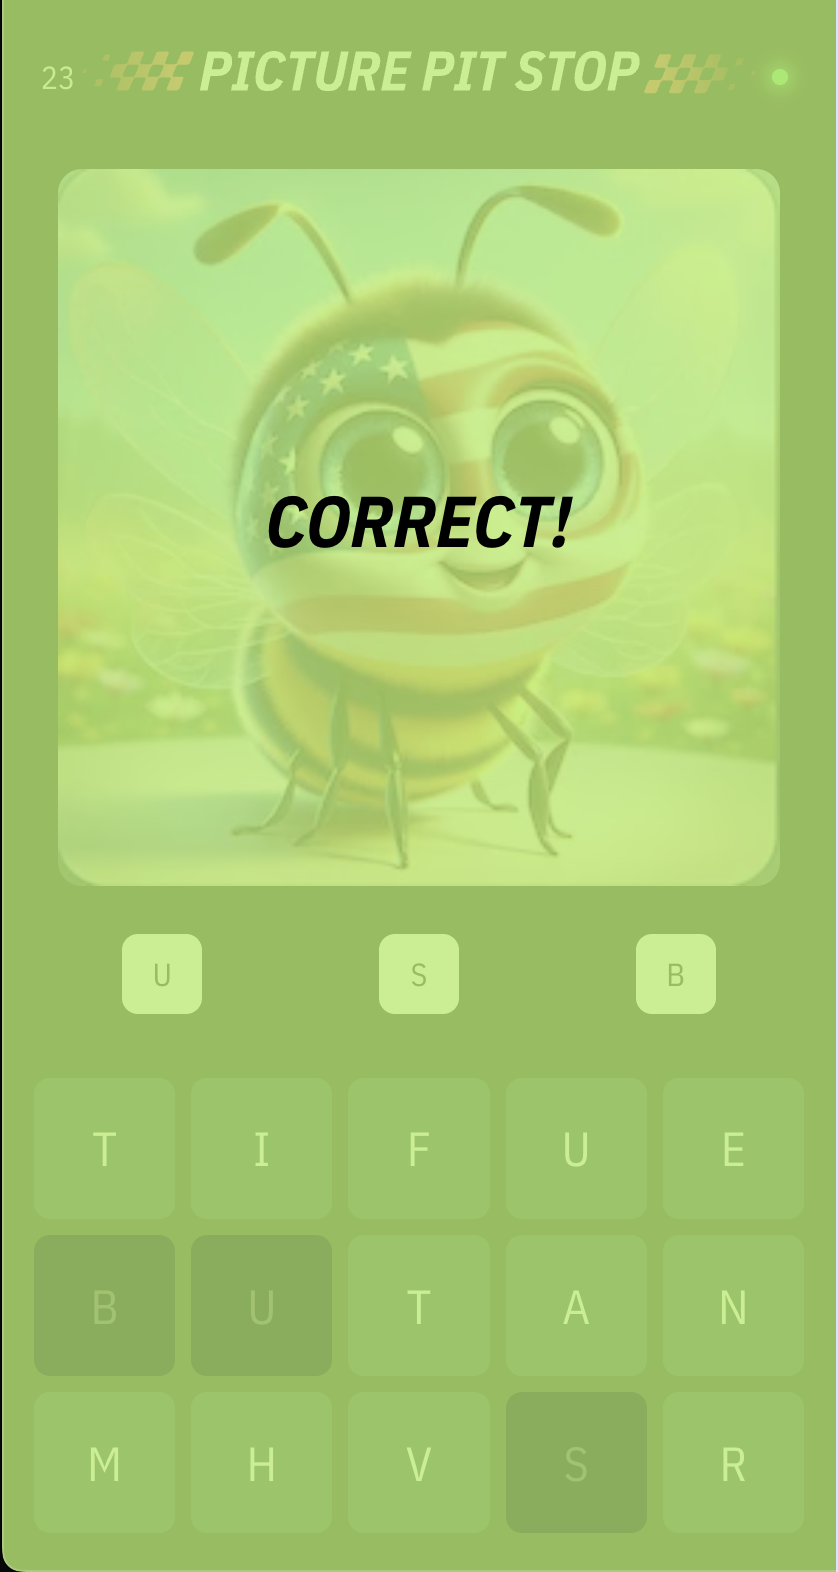 23 PICTURE PIT STOP
CORRECT!
U S B
T I F U E
B U T A N
M H V S R